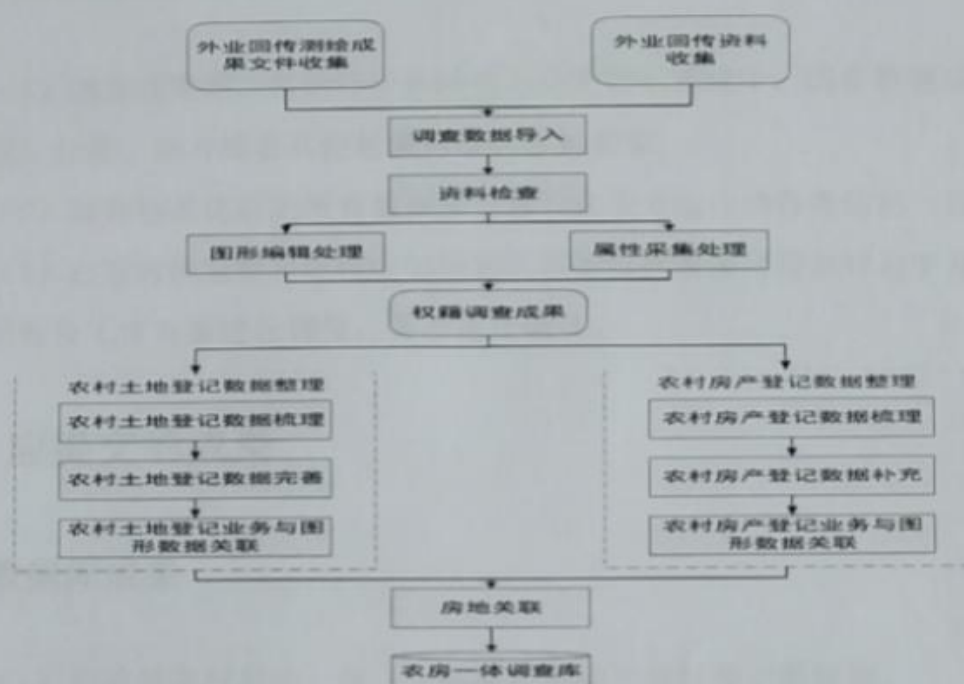 外业回传测绘成
果文件收集
外业回传资料
收集
调查数据导入
资料检查
图形编辑处理
属性采集处理
权籍调查成果
农村土地登记数据整理
农村土地登记数据梳理
农村土地登记数据完善
农村土地登记业务与图
形数据关联
农村房产登记数据整理
农村房产登记数据梳理
农村房产登记数据补充
农村房产登记业务与图
形数据关联
房地关联
农房一体调查库